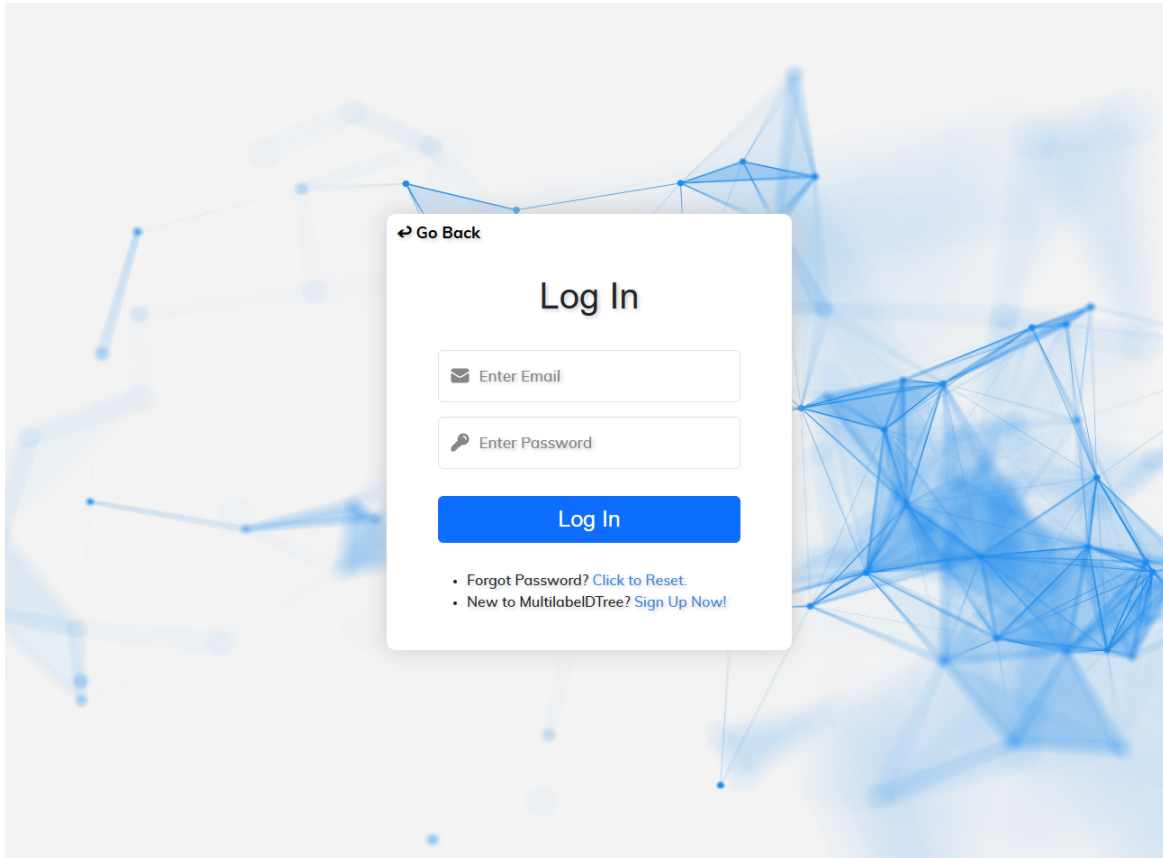 Go Back
Log In
Enter Email
Enter Password
Log In
Forgot Password? Click to Reset.
New to MultilabelDTree? Sign Up Now!